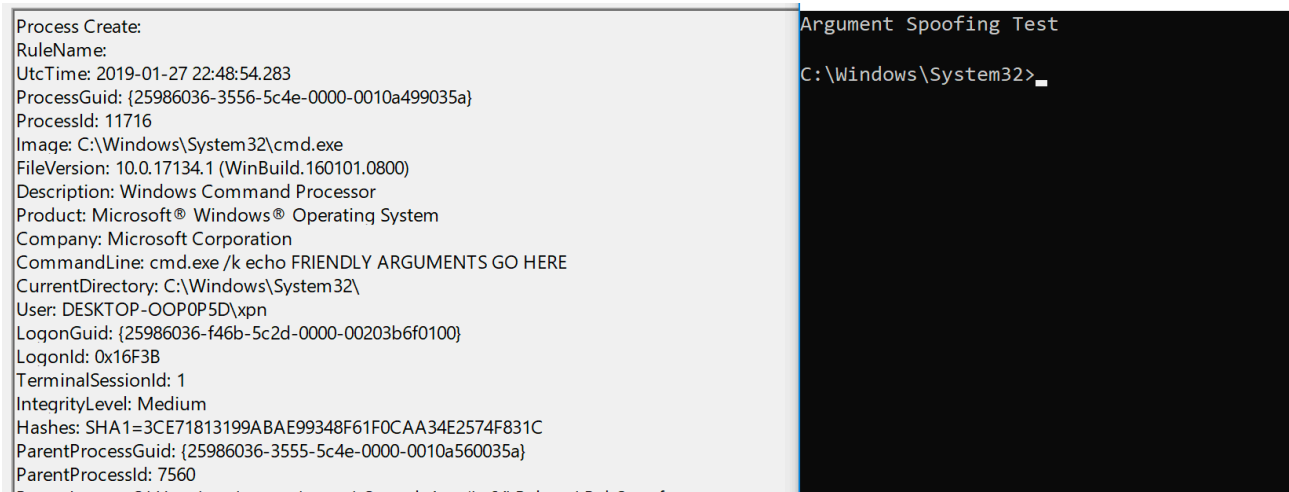 Process Create:
RuleName:
UtcTime: 2019-01-27 22:48:54.283
ProcessGuid: {25986036-3556-5c4e-0000-0010a499035a}
ProcessId: 11716
Image: C:\Windows\System32\cmd.exe
FileVersion: 10.0.17134.1 (WinBuild.160101.0800)
Description: Windows Command Processor
Product: Microsoft® Windows® Operating System
Company: Microsoft Corporation
CommandLine: cmd.exe /k echo FRIENDLY ARGUMENTS GO HERE
CurrentDirectory: C:\Windows\System32\
User: DESKTOP-OOP0P5D\xpn
LogonGuid: {25986036-f46b-5c2d-0000-00203b6f0100}
LogonId: 0x16F3B
TerminalSessionId: 1
IntegrityLevel: Medium
Hashes: SHA1=3CE71813199ABAE99348F61F0CAA34E2574F831C
ParentProcessGuid: {25986036-3555-5c4e-0000-0010a560035a}
ParentProcessId: 7560
Argument Spoofing Test
C:\Windows\System32>